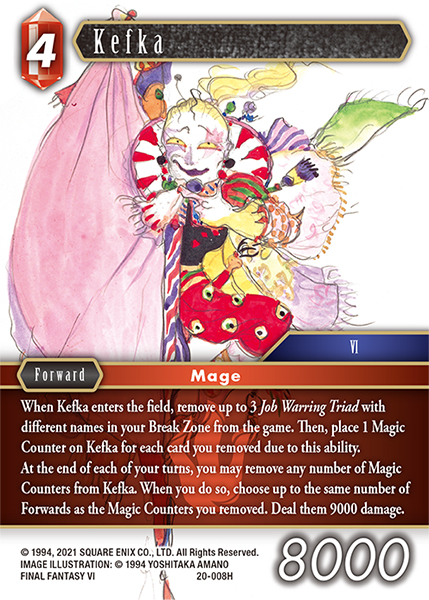 4
Kefka
VI
Forward
Mage
When Kefka enters the field, remove up to 3 Job Warring Triad with
different names in your Break Zone from the game. Then, place 1 Magic
Counter on Kefka for each card you removed due to this ability.
At the end of each of your turns, you may remove any number of Magic
Counters from Kefka. When you do so, choose up to the same number of
Forwards as the Magic Counters you removed. Deal them 9000 damage.
© 1994, 2021 SQUARE ENIX CO., LTD. All Rights Reserved.
IMAGE ILLUSTRATION: © 1994 YOSHITAKA AMANO
FINAL FANTASY VI
20-008H
8000